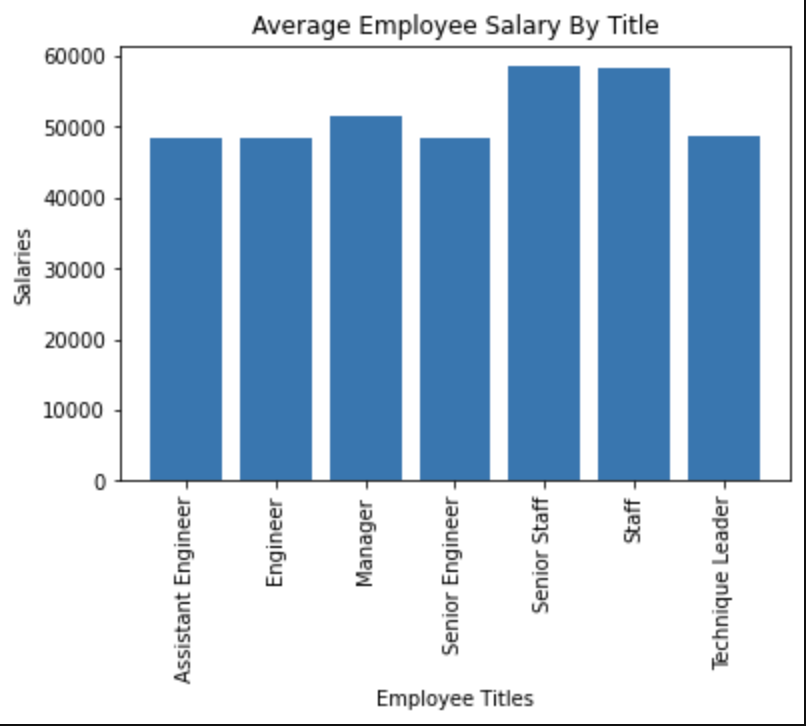 Average Employee Salary By Title
60000
50000
40000
30000
20000
10000
0
Salaries
Assistant Engineer
Engineer
Manager
Senior Engineer
Senior Staff
Staff
Technique Leader
Employee Titles